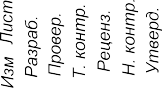 Изм Лист
Разраб.
Провер.
Т. контр.
Реценз.
Н. контр.
Утверд.